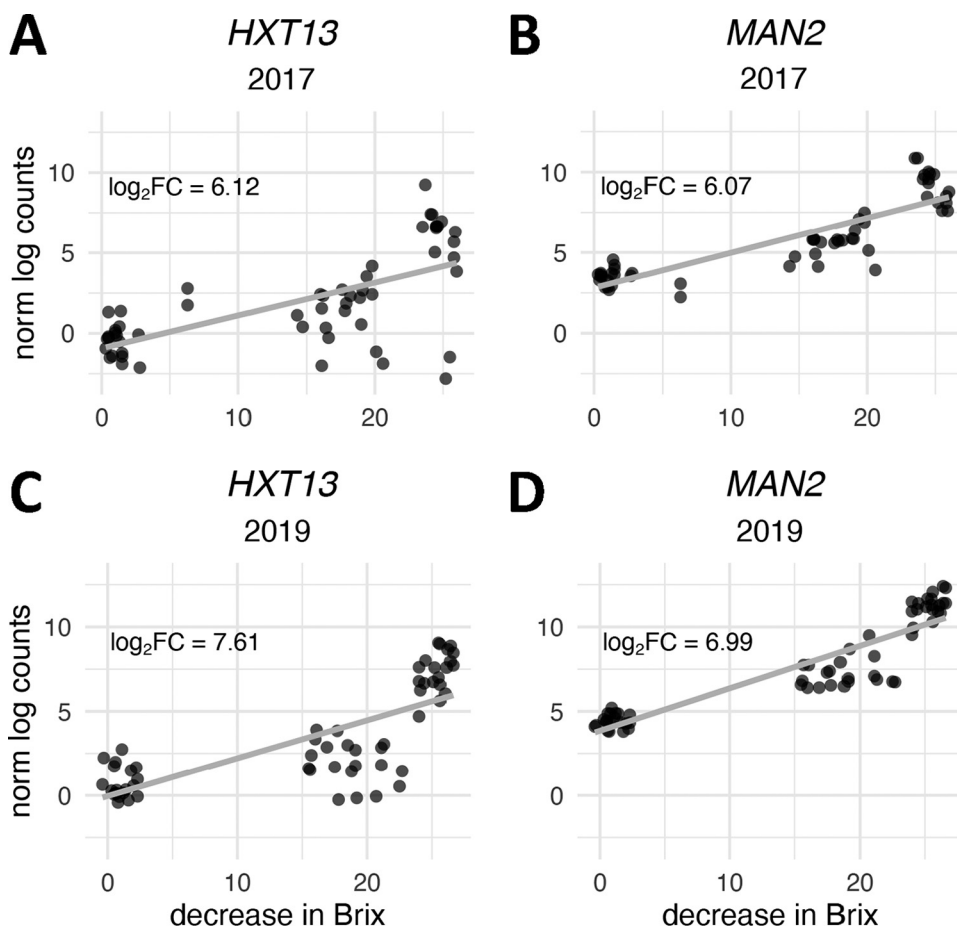 A
HXT13
2017
B
MAN2
2017
norm log counts
log₂FC = 6.12
10
5
0
0
10
20
log₂FC = 6.07
10
5
0
0
10
20
C
HXT13
2019
D
MAN2
2019
norm log counts
log₂FC = 7.61
10
5
0
0
10
20
decrease in Brix
log₂FC = 6.99
10
5
0
0
10
20
decrease in Brix